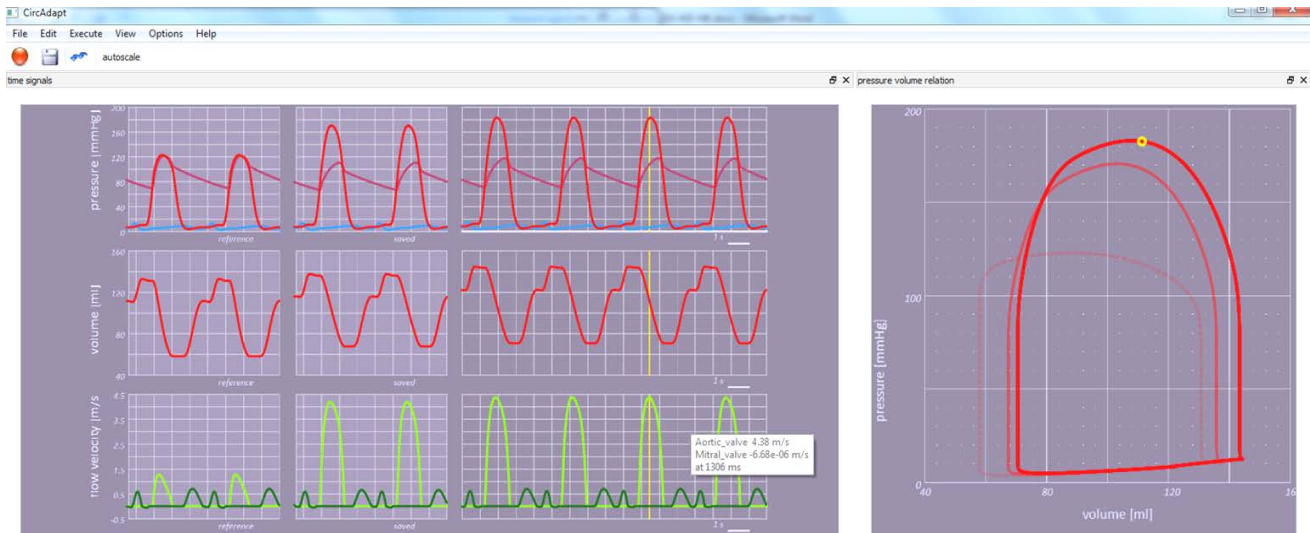 CircAdapt
File Edit Execute View Options Help
autoscale
time signals
pressure [mmHg]
200
160
120
80
40
0
reference
saved
1 s
volume [ml]
160
120
80
40
reference
saved
1 s
flow velocity [m/s
4.5
3.5
2.5
1.5
0.5
-0.5
reference
saved
1 s
Aortic_valve 4.38 m/s
Mitral_valve -6.68e-06 m/s
at 1306 ms
pressure volume relation
pressure [mmHg]
200
100
0
40 80 120 16
volume [ml]